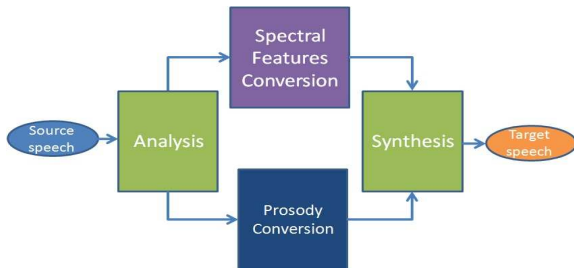 Spectral
Features
Conversion
Source
speech
Analysis
Synthesis
Target
speech
Prosody
Conversion